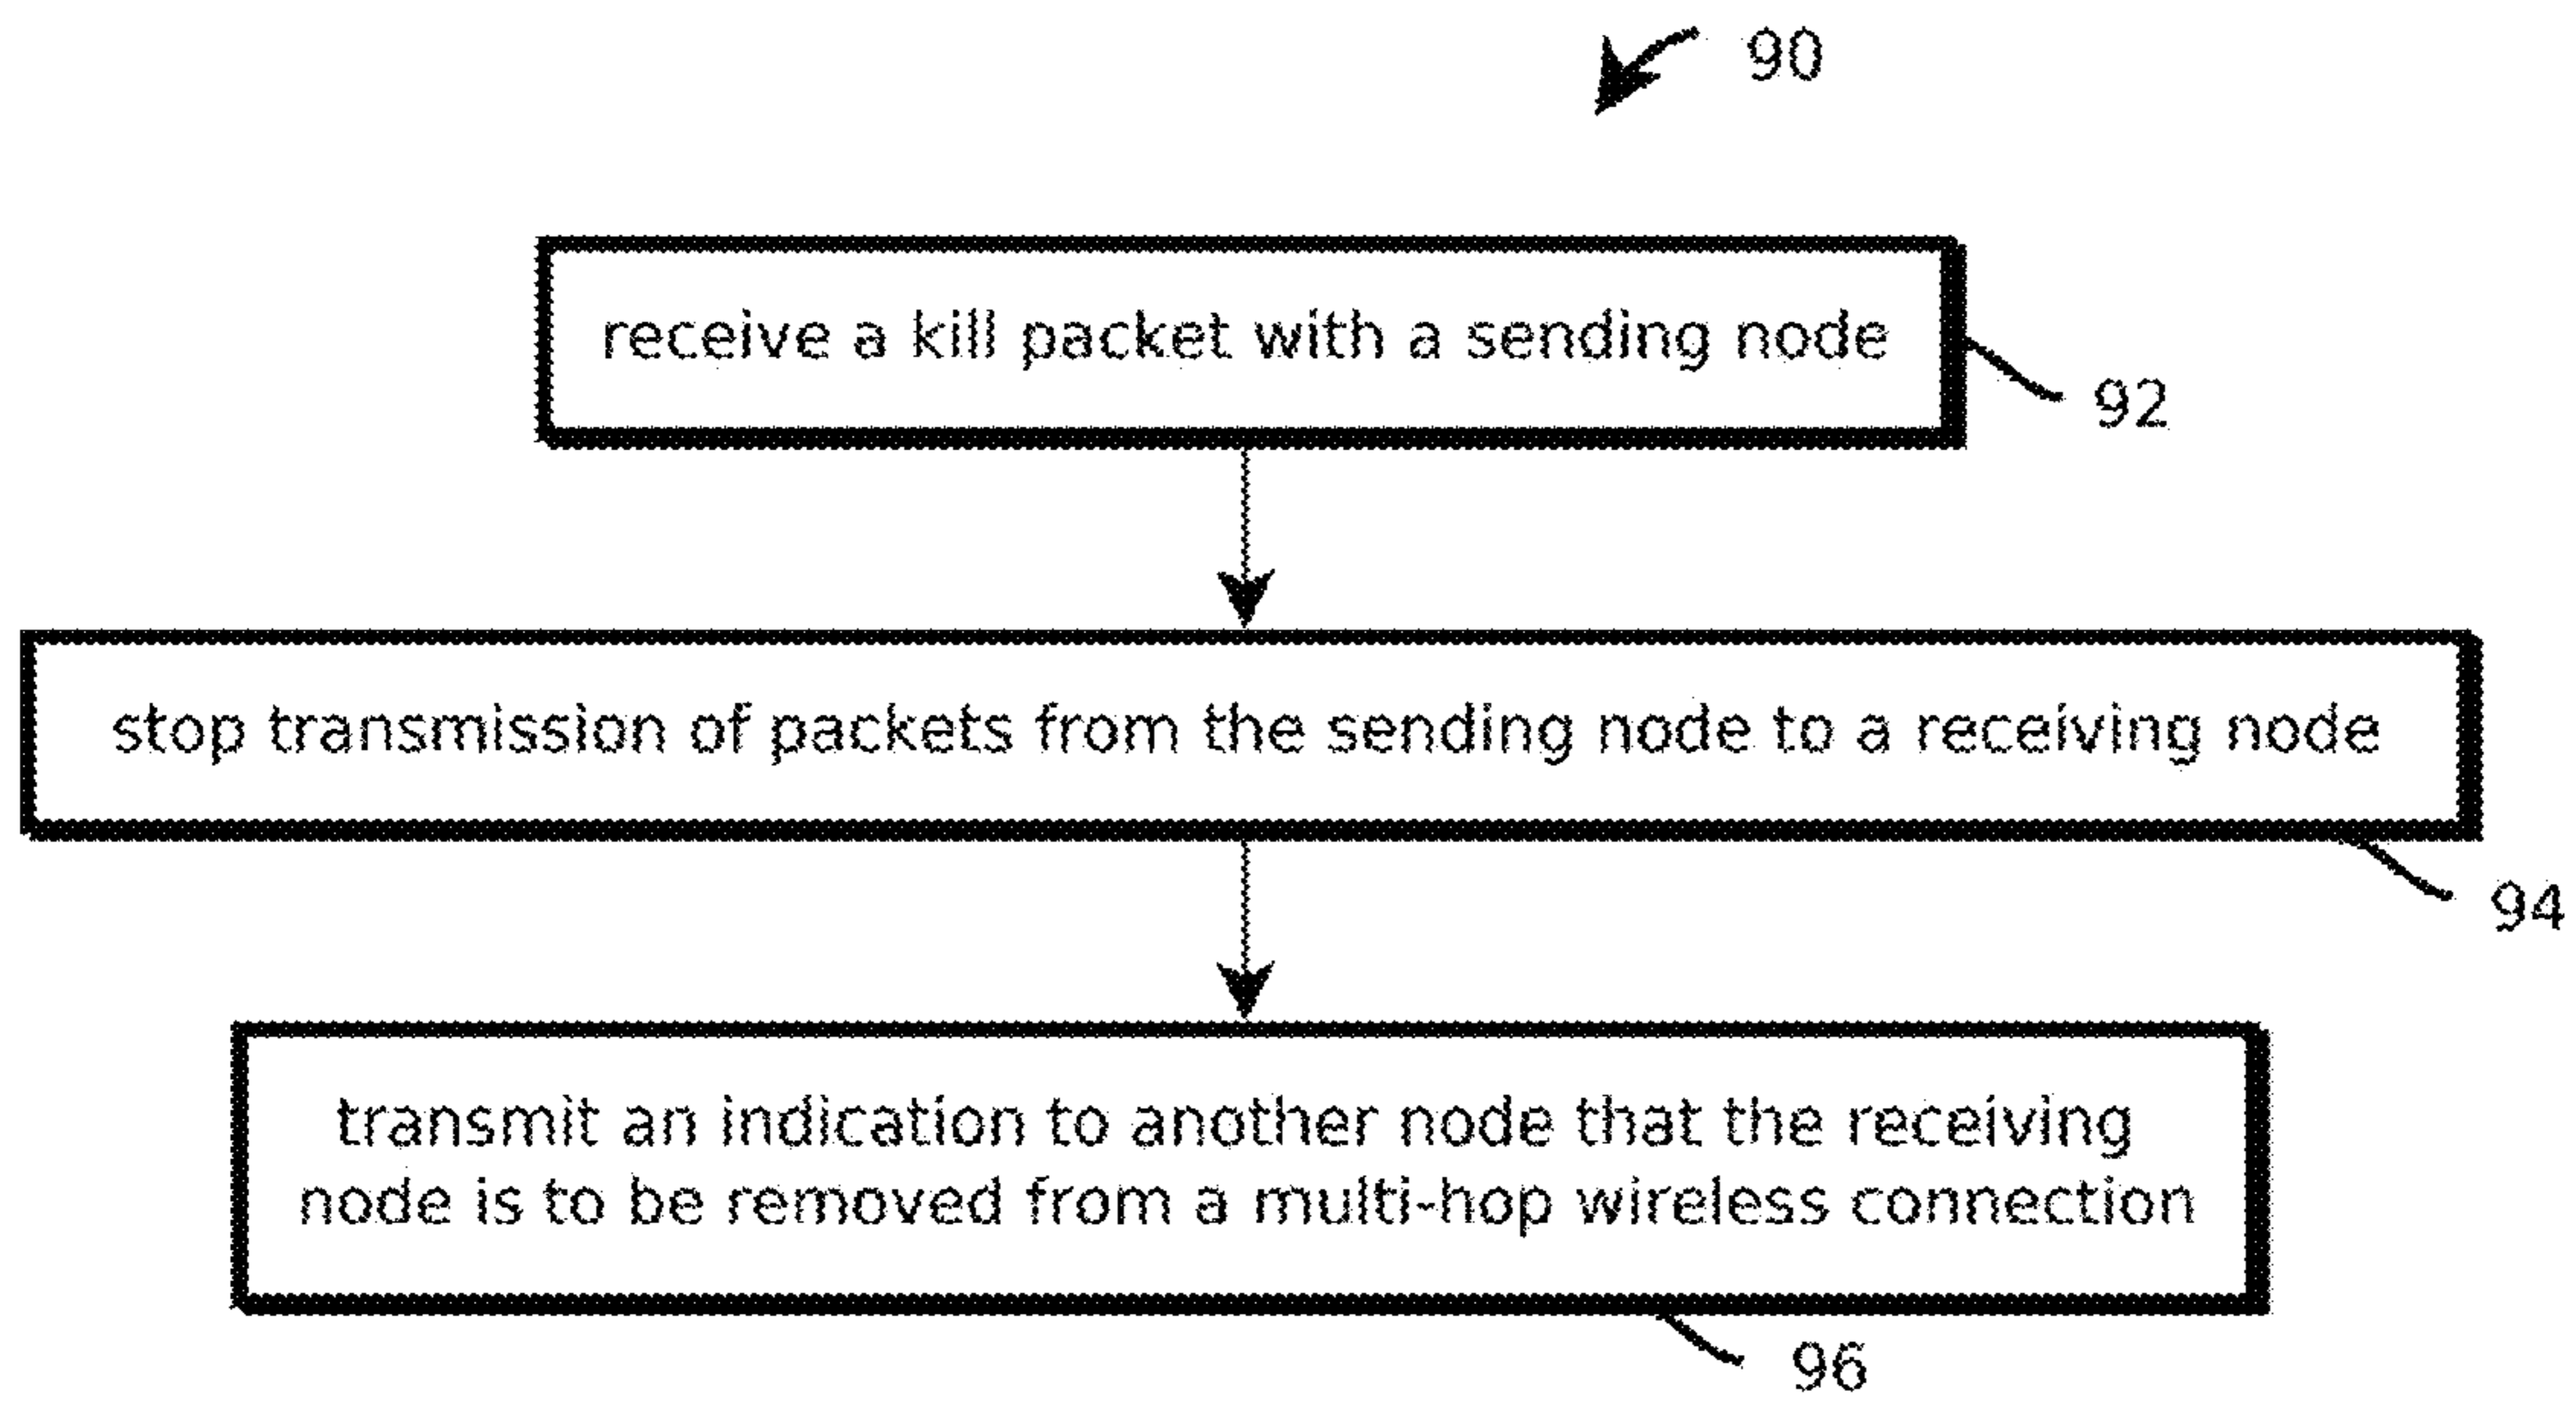 90
receive a kill packet with a sending node
92
stop transmission of packets from the sending node to a receiving node
94
transmit an indication to another node that the receiving
node is to be removed from a multi-hop wireless connection
96